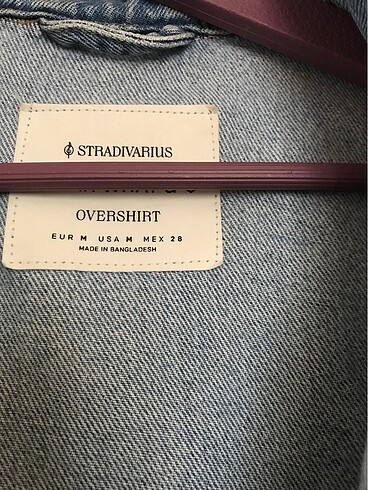 STRADIVARIUS
OVERSHIRT
EUR M USA M MEX 28
MADE IN BANGLADESH